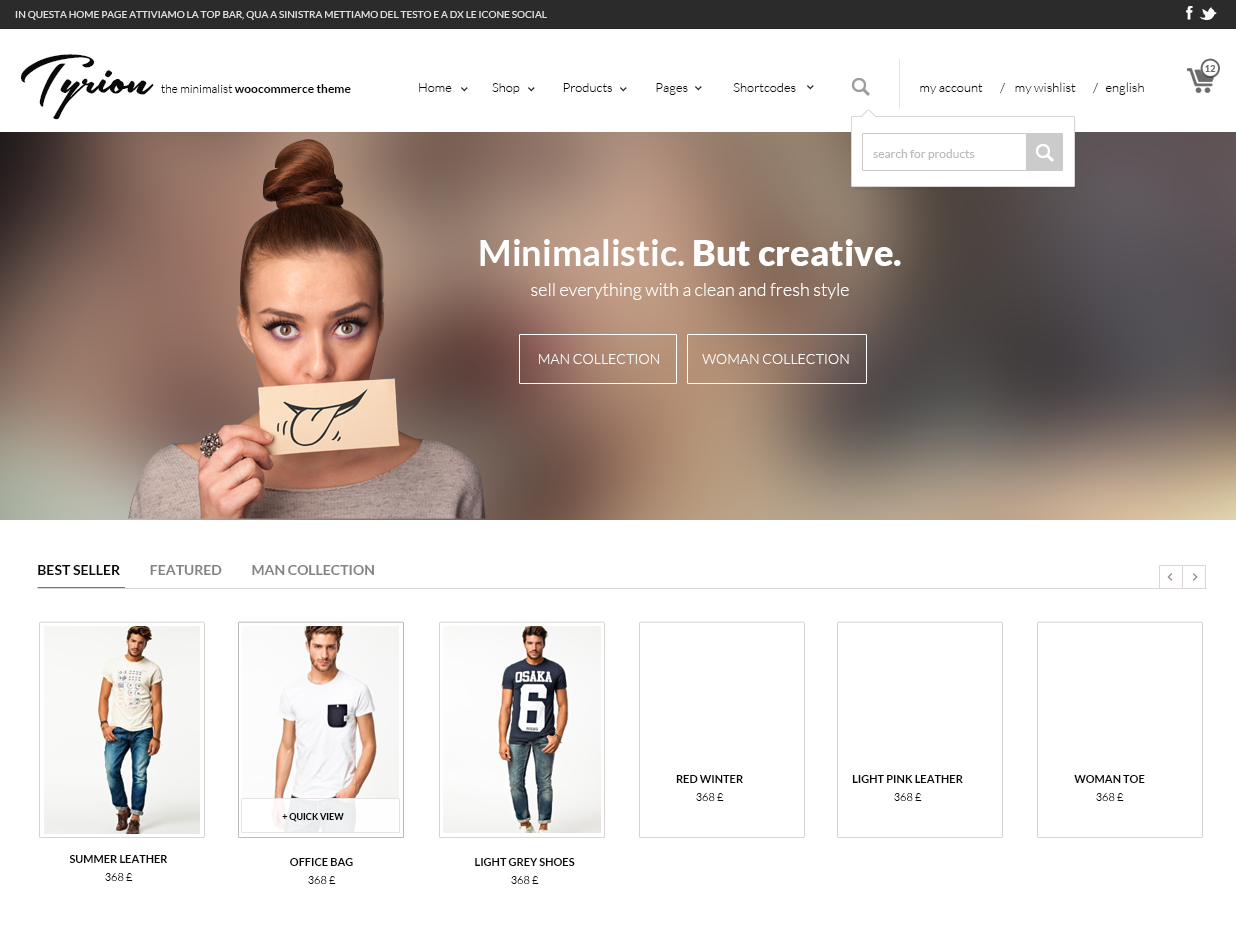 IN QUESTA HOME PAGE ATTIVIAMO LA TOP BAR, QUA A SINISTRA METTIAMO DEL TESTO E A DX LE ICONE SOCIAL
Tyrion the minimalist woocommerce theme
Home Shop Products Pages Shortcodes
my account / my wishlist / english
12
search for products
Minimalistic. But creative.
sell everything with a clean and fresh style
MAN COLLECTION WOMAN COLLECTION
BEST SELLER FEATURED MAN COLLECTION
OSAKA
6
+ QUICK VIEW
SUMMER LEATHER
368 £
OFFICE BAG
368 £
LIGHT GREY SHOES
368 £
RED WINTER
368 £
LIGHT PINK LEATHER
368 £
WOMAN TOE
368 £